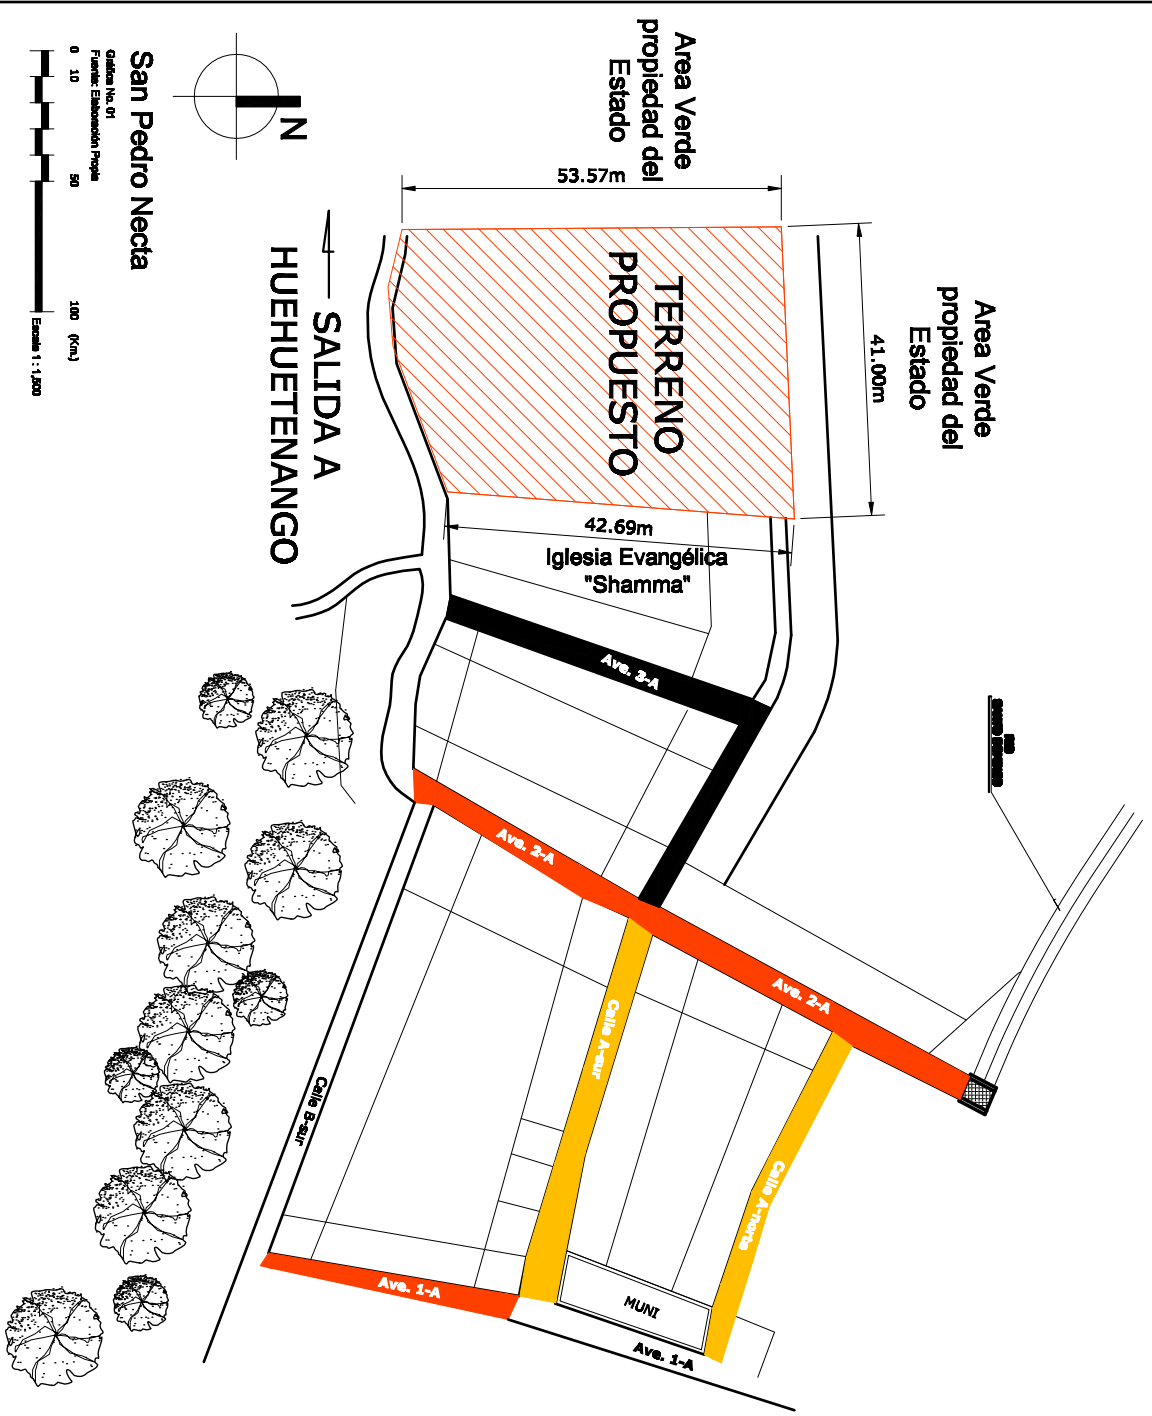 Area Verde
propiedad del
Estado
Area Verde
propiedad del
Estado
53.57m
41.00m
42.69m
TERRENO
PROPUESTO
Iglesia Evangélica
"Shamma"
SALIDA A
HUEHUETENANGO
N
San Pedro Necta
Gráfica No. 01
Fuente: Elaboración Propia
0 10 50 100 (Km.)
Escala 1 : 1,500
RIO
Ave. 3-A
Ave. 2-A
Ave. 2-A
Calle A-sur
Calle A-norte
Calle B-sur
Ave. 1-A
MUNI
Ave. 1-A